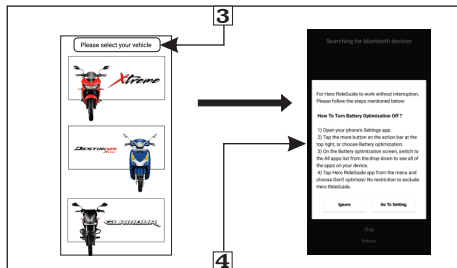 3
Please select your vehicle
Xtreme
DESTINI 125
Xtec
GLAMOUR
Searching for bluetooth devices
For Hero RideGuide to work without interruption,
Please follow the steps mentioned below:
How To Turn Battery Optimization Off ?
1) Open your phone's Settings app.
2) Tap the more button on the action bar at the
top right, or choose Battery optimization.
3) On the Battery optimization screen, switch to
the All apps list from the drop down to see all of
the apps on your device.
4) Tap Hero RideGuide app from the menu and
choose Don't optimize/ No restriction to exclude
Hero RideGuide.
Ignore
Go To Setting
Skip
Refresh
4